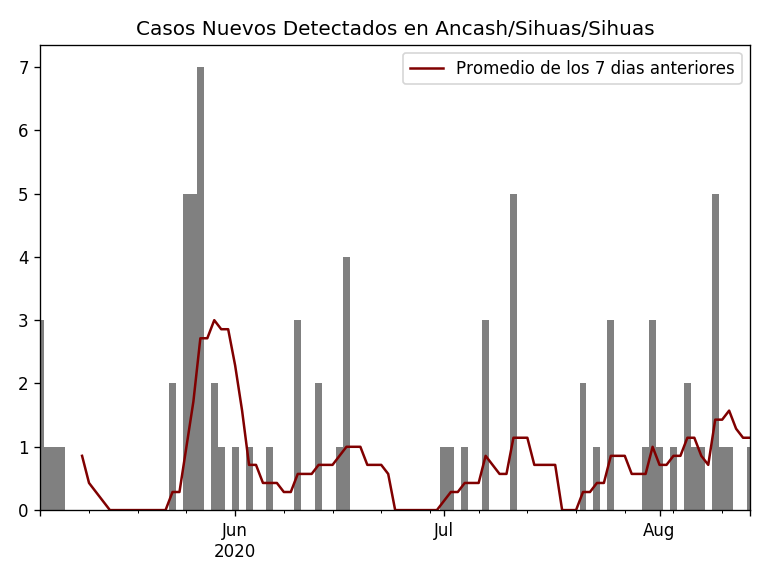 Casos Nuevos Detectados en Ancash/Sihuas/Sihuas
Promedio de los 7 dias anteriores
7
6
5
4
3
2
1
0
Jun
2020
Jul
Aug